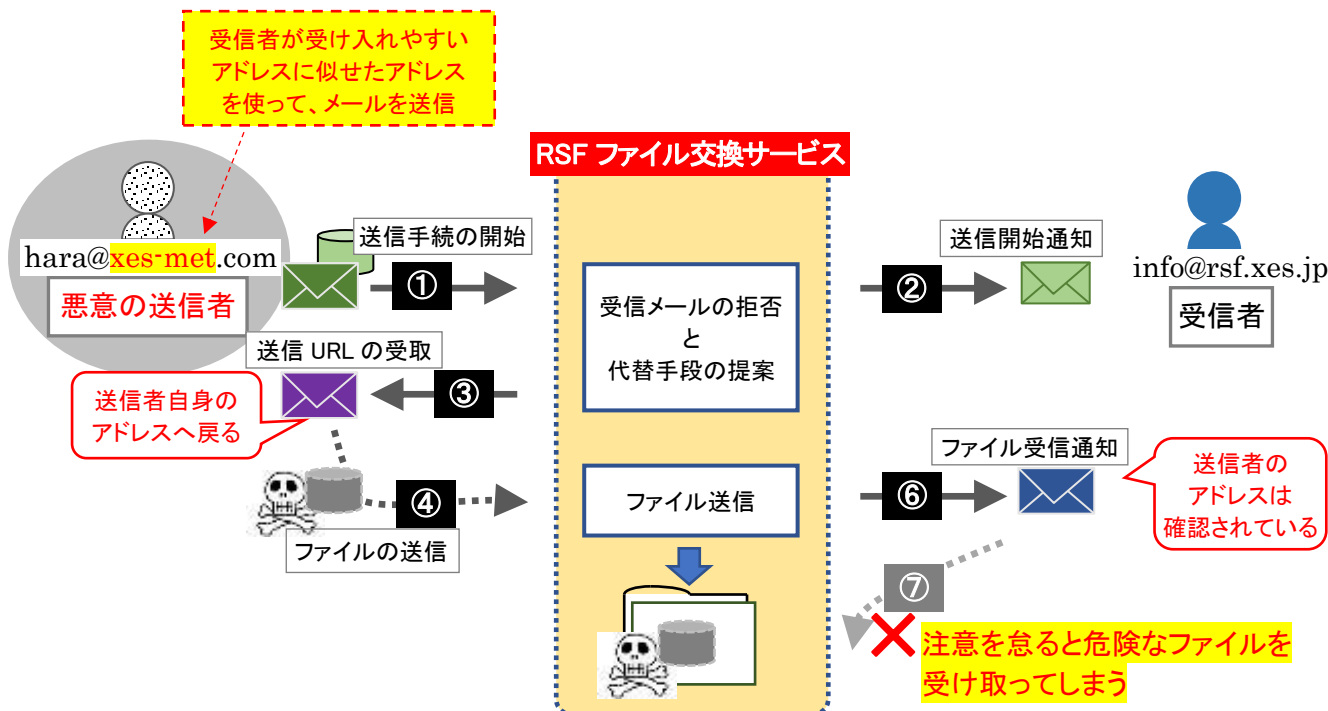 受信者が受け入れやすい
アドレスに似せたアドレス
を使って、メールを送信
RSF ファイル交換サービス
hara@xes-met.com
悪意の送信者
送信手続の開始
①
受信メールの拒否
と
代替手段の提案
②
送信開始通知
info@rsf.xes.jp
受信者
送信 URL の受取
③
送信者自身の
アドレスへ戻る
④
ファイルの送信
ファイル送信
⑥
ファイル受信通知
送信者の
アドレスは
確認されている
⑦
注意を怠ると危険なファイルを
受け取ってしまう